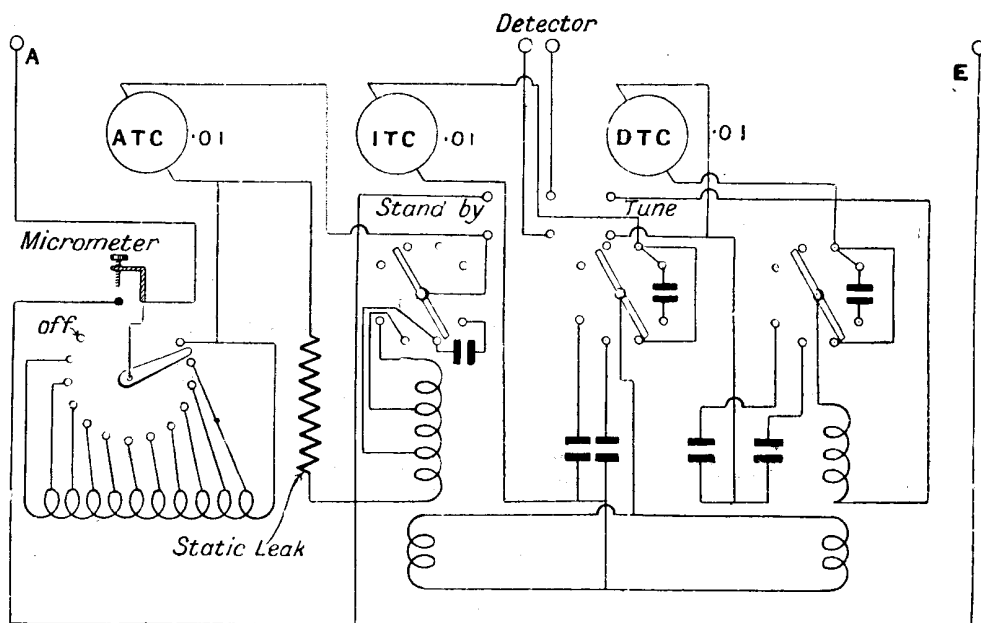 Detector
A
E
ATC ·01
ITC ·01
DTC ·01
Stand by
Tune
Micrometer
off
Static Leak